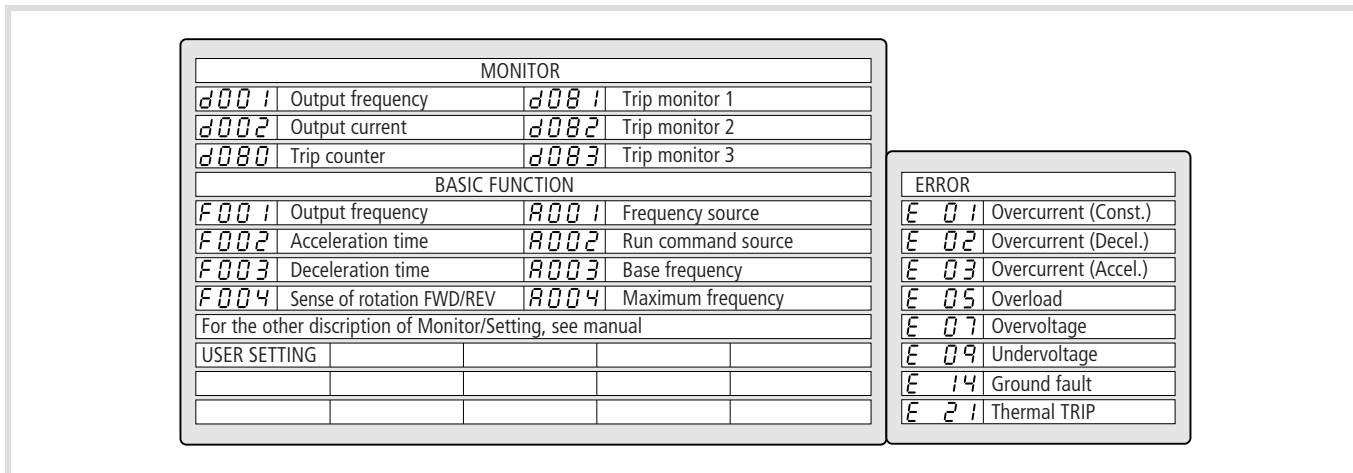 MONITOR
d001 Output frequency d081 Trip monitor 1
d002 Output current d082 Trip monitor 2
d080 Trip counter d083 Trip monitor 3
BASIC FUNCTION
F001 Output frequency A001 Frequency source
F002 Acceleration time A002 Run command source
F003 Deceleration time A003 Base frequency
F004 Sense of rotation FWD/REV A004 Maximum frequency
For the other discription of Monitor/Setting, see manual
USER SETTING
ERROR
E 01 Overcurrent (Const.)
E 02 Overcurrent (Decel.)
E 03 Overcurrent (Accel.)
E 05 Overload
E 07 Overvoltage
E 09 Undervoltage
E 14 Ground fault
E 21 Thermal TRIP